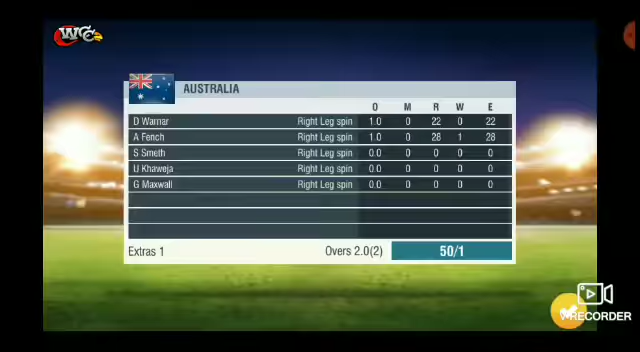 WCC
AUSTRALIA
O M R W E
D Warnar Right Leg spin 1.0 0 22 0 22
A Fench Right Leg spin 1.0 0 28 1 28
S Smeth Right Leg spin 0.0 0 0 0 0
U Khaweja Right Leg spin 0.0 0 0 0 0
G Maxwall Right Leg spin 0.0 0 0 0 0
Extras 1 Overs 2.0(2) 50/1
V RECORDER